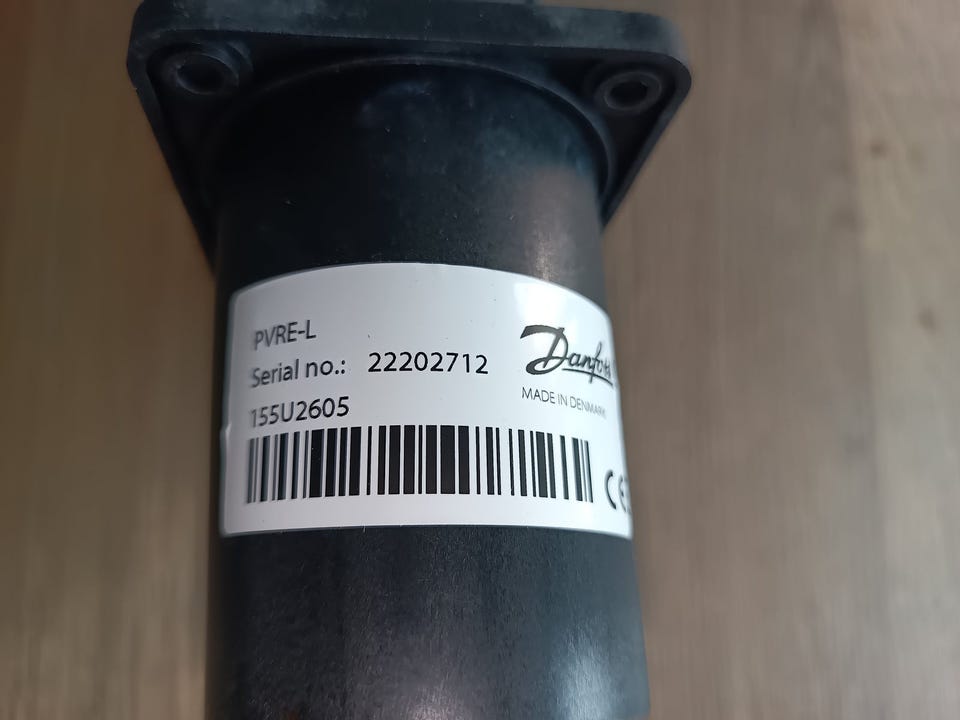 PVRE-L
Serial no.: 22202712
155U2605
Danfoss
MADE IN DENMARK
CE